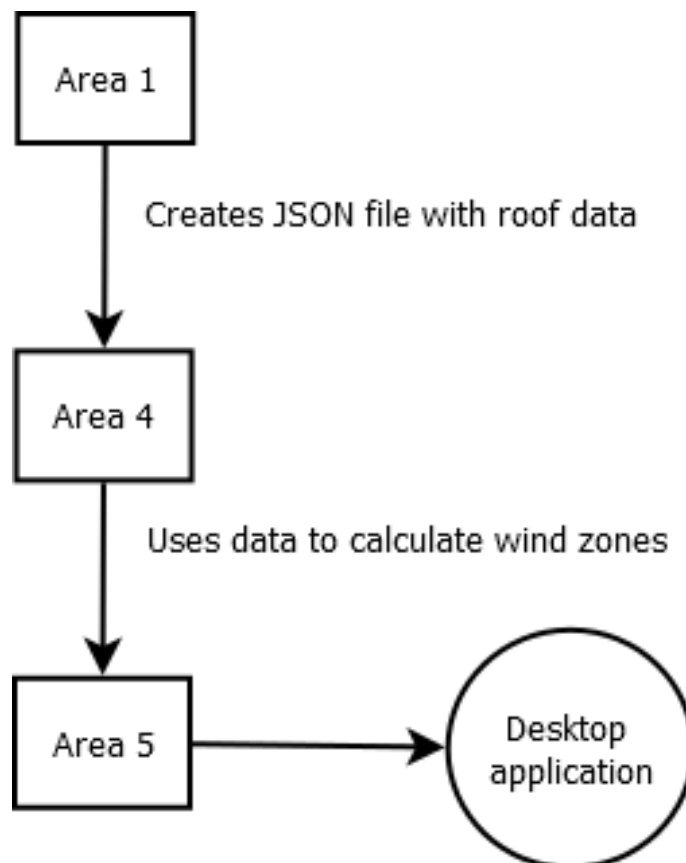 Area 1
Creates JSON file with roof data
Area 4
Uses data to calculate wind zones
Area 5
Desktop
application